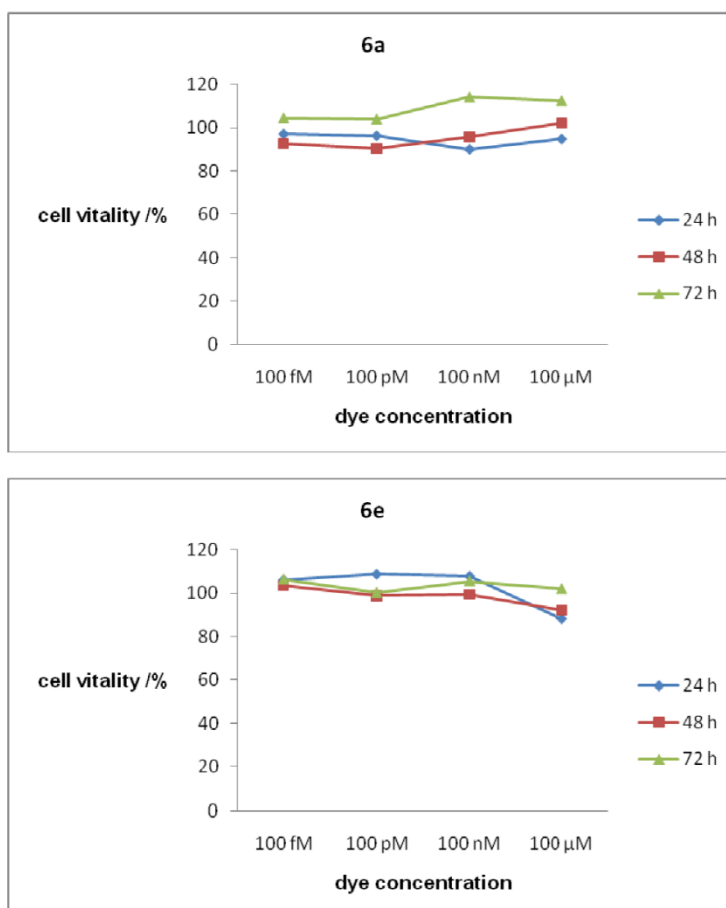 6a
120
100
80
60
40
20
0
cell vitality /%
100 fM 100 pM 100 nM 100 µM
dye concentration
24 h
48 h
72 h
6e
120
100
80
60
40
20
0
cell vitality /%
100 fM 100 pM 100 nM 100 µM
dye concentration
24 h
48 h
72 h